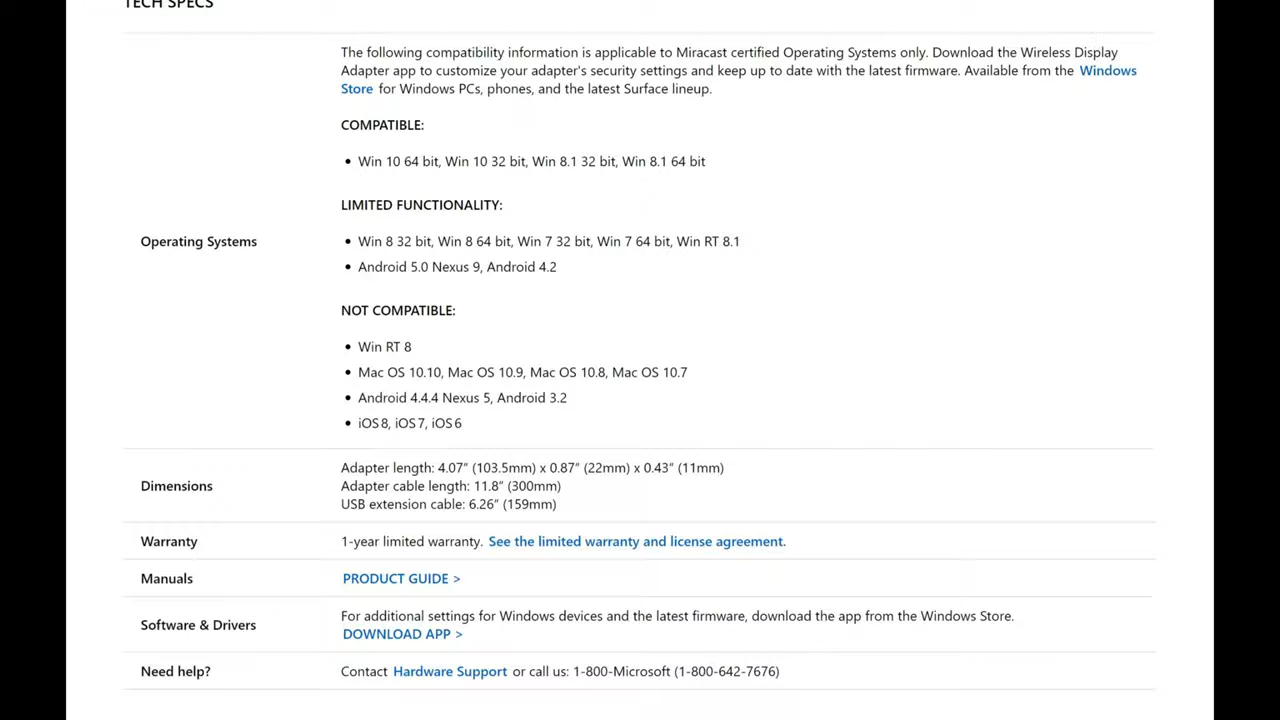 TECH SPECS
The following compatibility information is applicable to Miracast certified Operating Systems only. Download the Wireless Display
Adapter app to customize your adapter's security settings and keep up to date with the latest firmware. Available from the Windows
Store for Windows PCs, phones, and the latest Surface lineup.
COMPATIBLE:
• Win 10 64 bit, Win 10 32 bit, Win 8.1 32 bit, Win 8.1 64 bit
LIMITED FUNCTIONALITY:
Operating Systems
• Win 8 32 bit, Win 8 64 bit, Win 7 32 bit, Win 7 64 bit, Win RT 8.1
• Android 5.0 Nexus 9, Android 4.2
NOT COMPATIBLE:
• Win RT 8
• Mac OS 10.10, Mac OS 10.9, Mac OS 10.8, Mac OS 10.7
• Android 4.4.4 Nexus 5, Android 3.2
• iOS 8, iOS 7, iOS 6
Dimensions
Adapter length: 4.07” (103.5mm) x 0.87” (22mm) x 0.43” (11mm)
Adapter cable length: 11.8” (300mm)
USB extension cable: 6.26” (159mm)
Warranty
1-year limited warranty. See the limited warranty and license agreement.
Manuals
PRODUCT GUIDE >
Software & Drivers
For additional settings for Windows devices and the latest firmware, download the app from the Windows Store.
DOWNLOAD APP >
Need help?
Contact Hardware Support or call us: 1-800-Microsoft (1-800-642-7676)